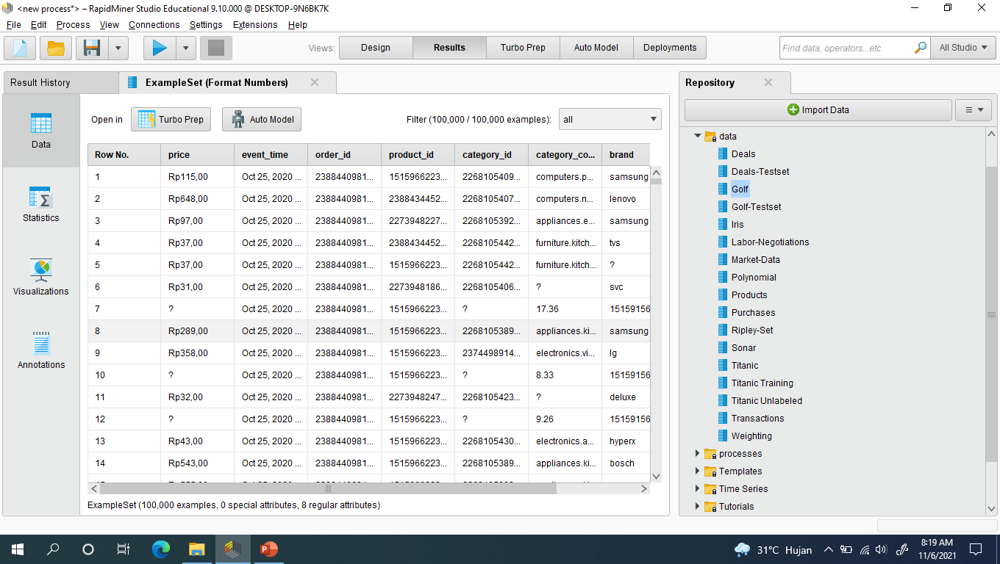 <new process*> – RapidMiner Studio Educational 9.10.000 @ DESKTOP-9N6BK7K
File Edit Process View Connections Settings Extensions Help
Views: Design Results Turbo Prep Auto Model Deployments Find data, operators...etc All Studio
Result History ExampleSet (Format Numbers)
Data
Statistics
Visualizations
Annotations
Open in Turbo Prep Auto Model Filter (100,000 / 100,000 examples): all
Row No. price event_time order_id product_id category_id category_co... brand
1 Rp115,00 Oct 25, 2020 ... 2388440981... 1515966223... 2268105409... computers.p... samsung
2 Rp648,00 Oct 25, 2020 ... 2388440981... 2388434452... 2268105407... computers.n... lenovo
3 Rp97,00 Oct 25, 2020 ... 2388440981... 2273948227... 2268105392... appliances.e... samsung
4 Rp37,00 Oct 25, 2020 ... 2388440981... 2388434452... 2268105442... furniture.kitch... tvs
5 Rp37,00 Oct 25, 2020 ... 2388440981... 1515966223... 2268105442... furniture.kitch... ?
6 Rp31,00 Oct 25, 2020 ... 2388440981... 2273948186... 2268105406... ? svc
7 ? Oct 25, 2020 ... 2388440981... 1515966223... ? 17.36 15159156
8 Rp289,00 Oct 25, 2020 ... 2388440981... 1515966223... 2268105389... appliances.ki... samsung
9 Rp358,00 Oct 25, 2020 ... 2388440981... 1515966223... 2374498914... electronics.vi... lg
10 ? Oct 25, 2020 ... 2388440981... 1515966223... ? 8.33 15159156
11 Rp32,00 Oct 25, 2020 ... 2388440981... 2273948247... 2268105423... ? deluxe
12 ? Oct 25, 2020 ... 2388440981... 1515966223... ? 9.26 15159156
13 Rp43,00 Oct 25, 2020 ... 2388440981... 1515966223... 2268105430... electronics.a... hyperx
14 Rp543,00 Oct 25, 2020 ... 2388440981... 1515966223... 2268105389... appliances.ki... bosch
ExampleSet (100,000 examples, 0 special attributes, 8 regular attributes)
Repository
Import Data
data
Deals
Deals-Testset
Golf
Golf-Testset
Iris
Labor-Negotiations
Market-Data
Polynomial
Products
Purchases
Ripley-Set
Sonar
Titanic
Titanic Training
Titanic Unlabeled
Transactions
Weighting
processes
Templates
Time Series
Tutorials
31°C Hujan
8:19 AM
11/6/2021